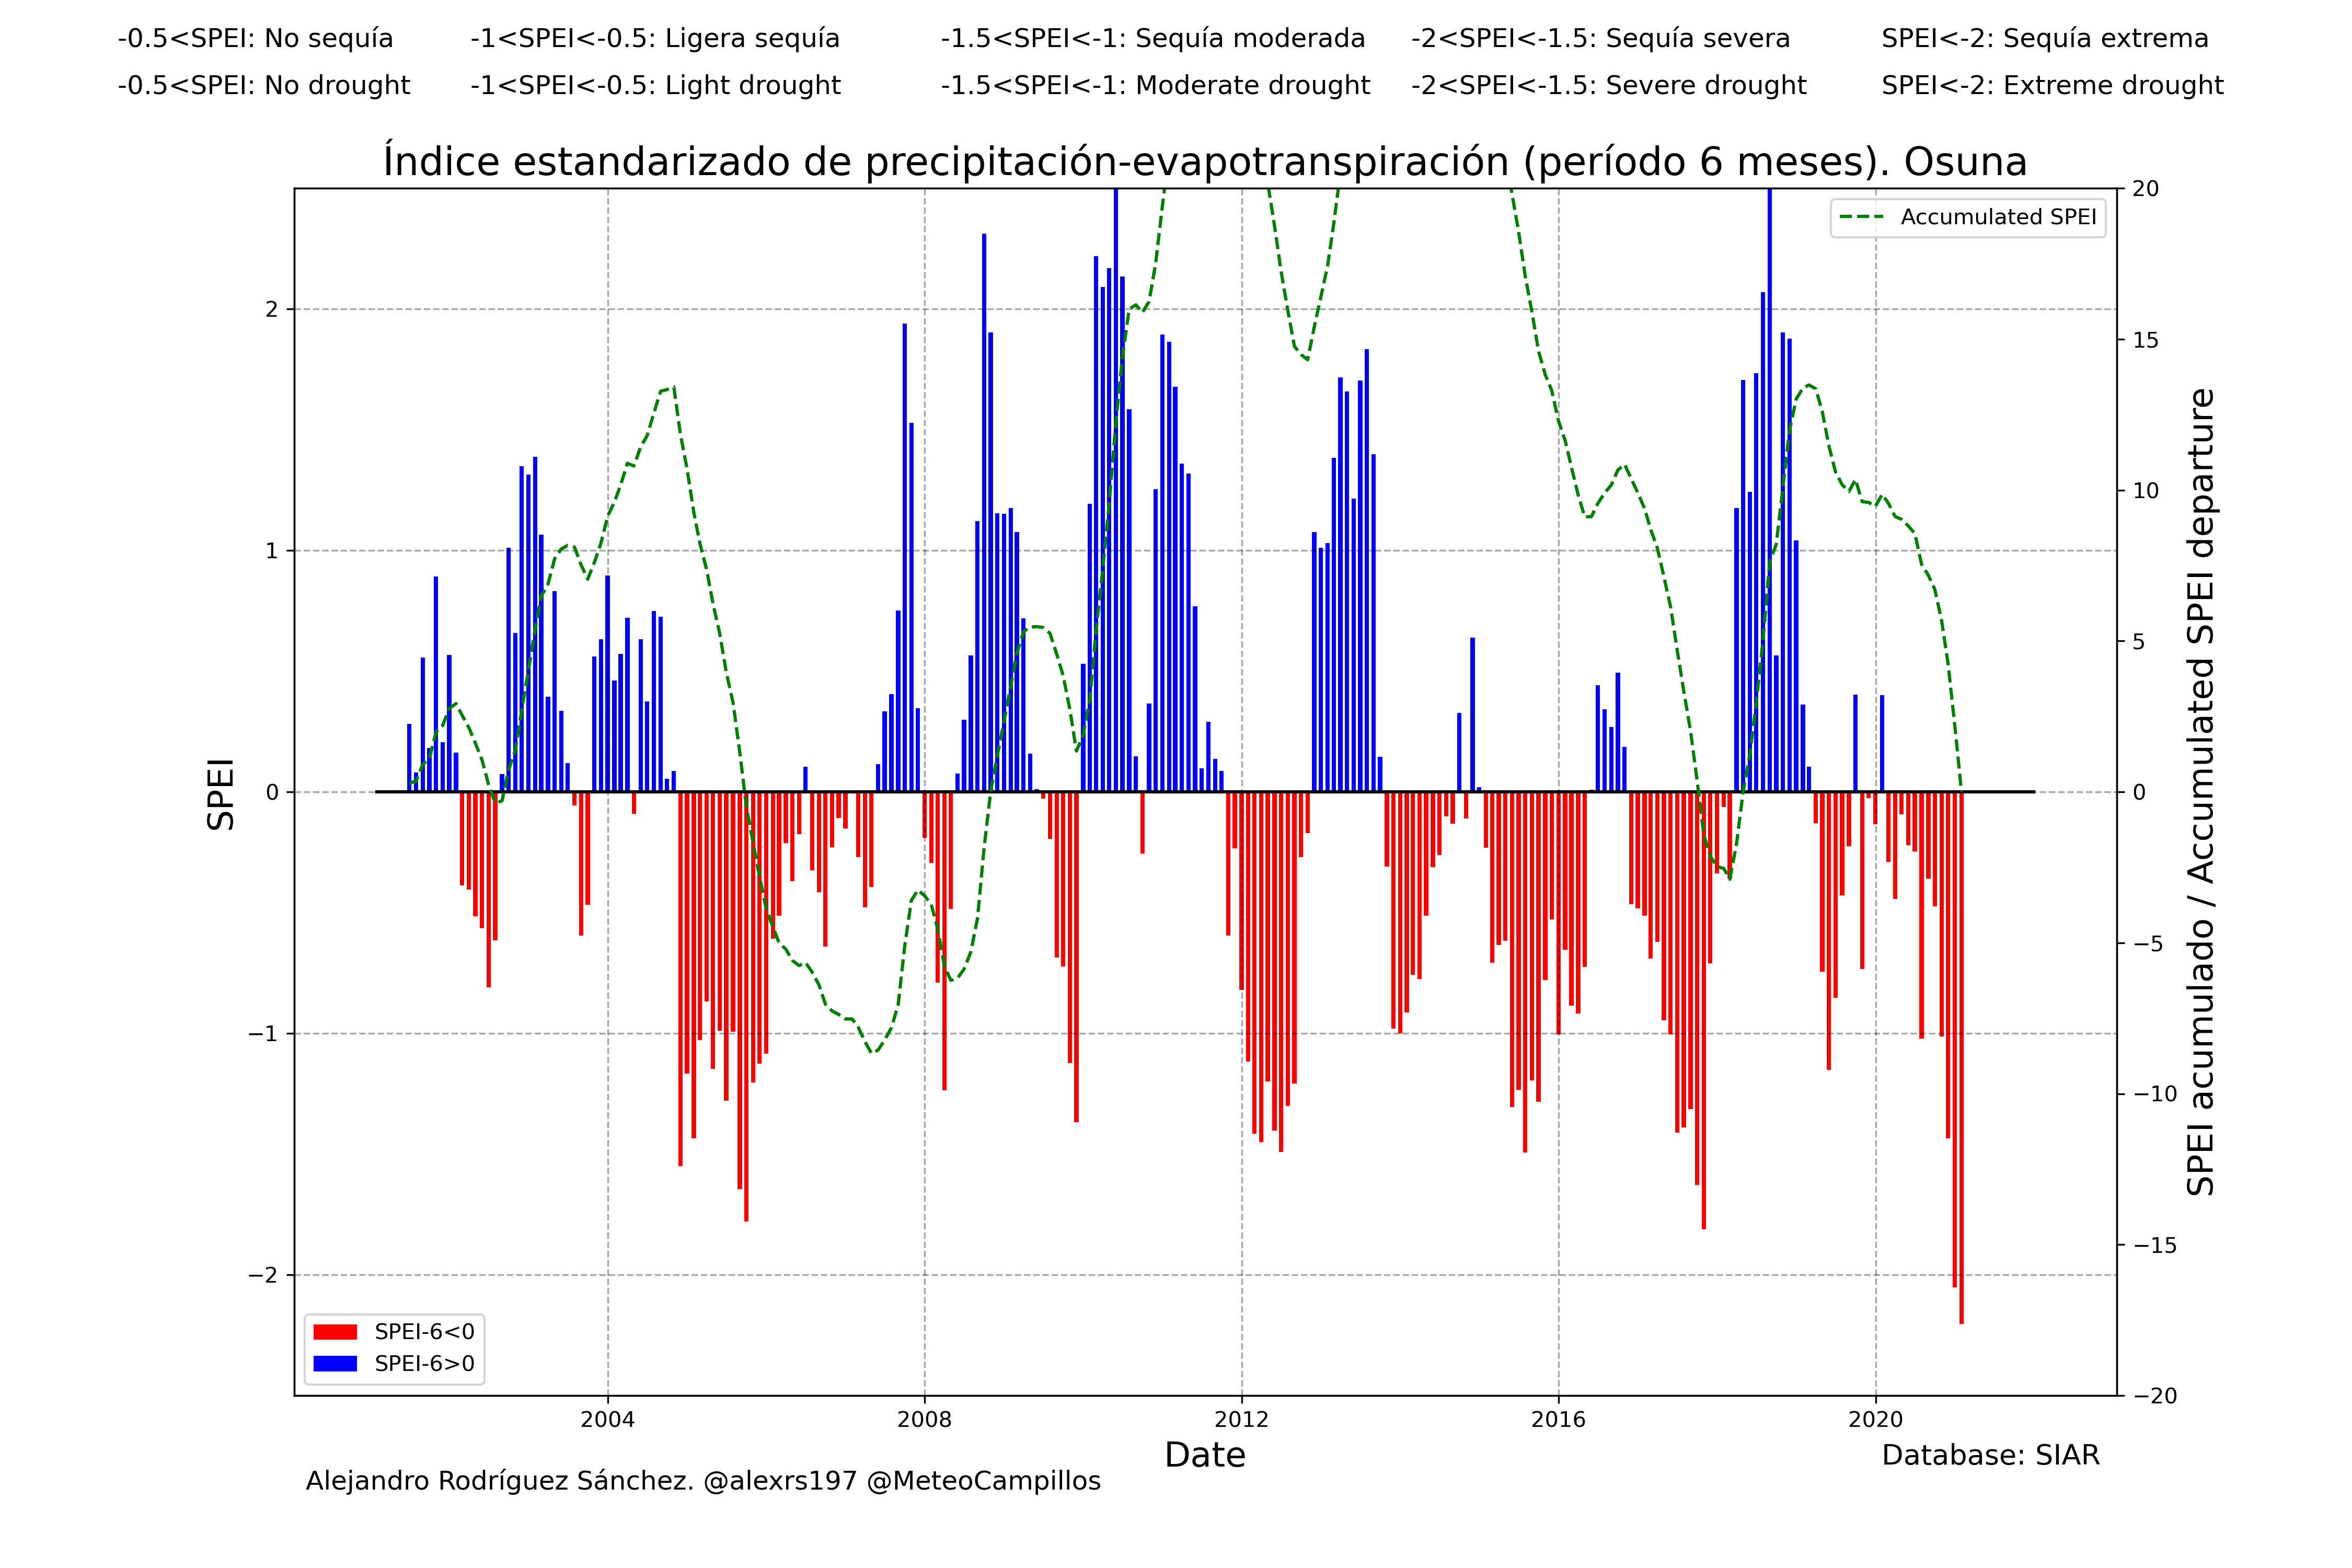 -0.5<SPEI: No sequía -1<SPEI<-0.5: Ligera sequía -1.5<SPEI<-1: Sequía moderada -2<SPEI<-1.5: Sequía severa SPEI<-2: Sequía extrema
-0.5<SPEI: No drought -1<SPEI<-0.5: Light drought -1.5<SPEI<-1: Moderate drought -2<SPEI<-1.5: Severe drought SPEI<-2: Extreme drought
Índice estandarizado de precipitación-evapotranspiración (período 6 meses). Osuna
Accumulated SPEI
SPEI
2
1
0
−1
−2
20
15
10
5
0
−5
−10
−15
−20
SPEI acumulado / Accumulated SPEI departure
SPEI-6<0
SPEI-6>0
2004 2008 2012 2016 2020
Date
Database: SIAR
Alejandro Rodríguez Sánchez. @alexrs197 @MeteoCampillos